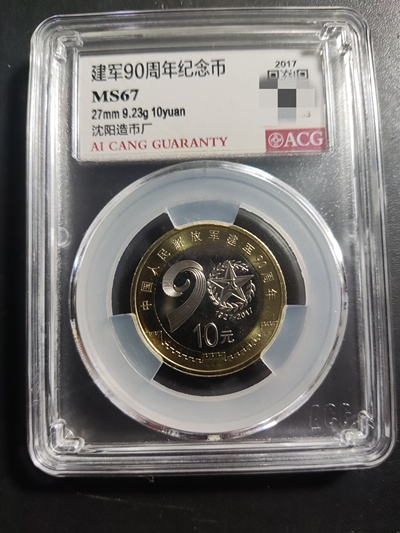 建军90周年纪念币
2017
MS67
27mm 9.23g 10yuan
沈阳造币厂
AI CANG GUARANTY
ACG
中国人民解放军建军90周年
90
1927-2017
10元